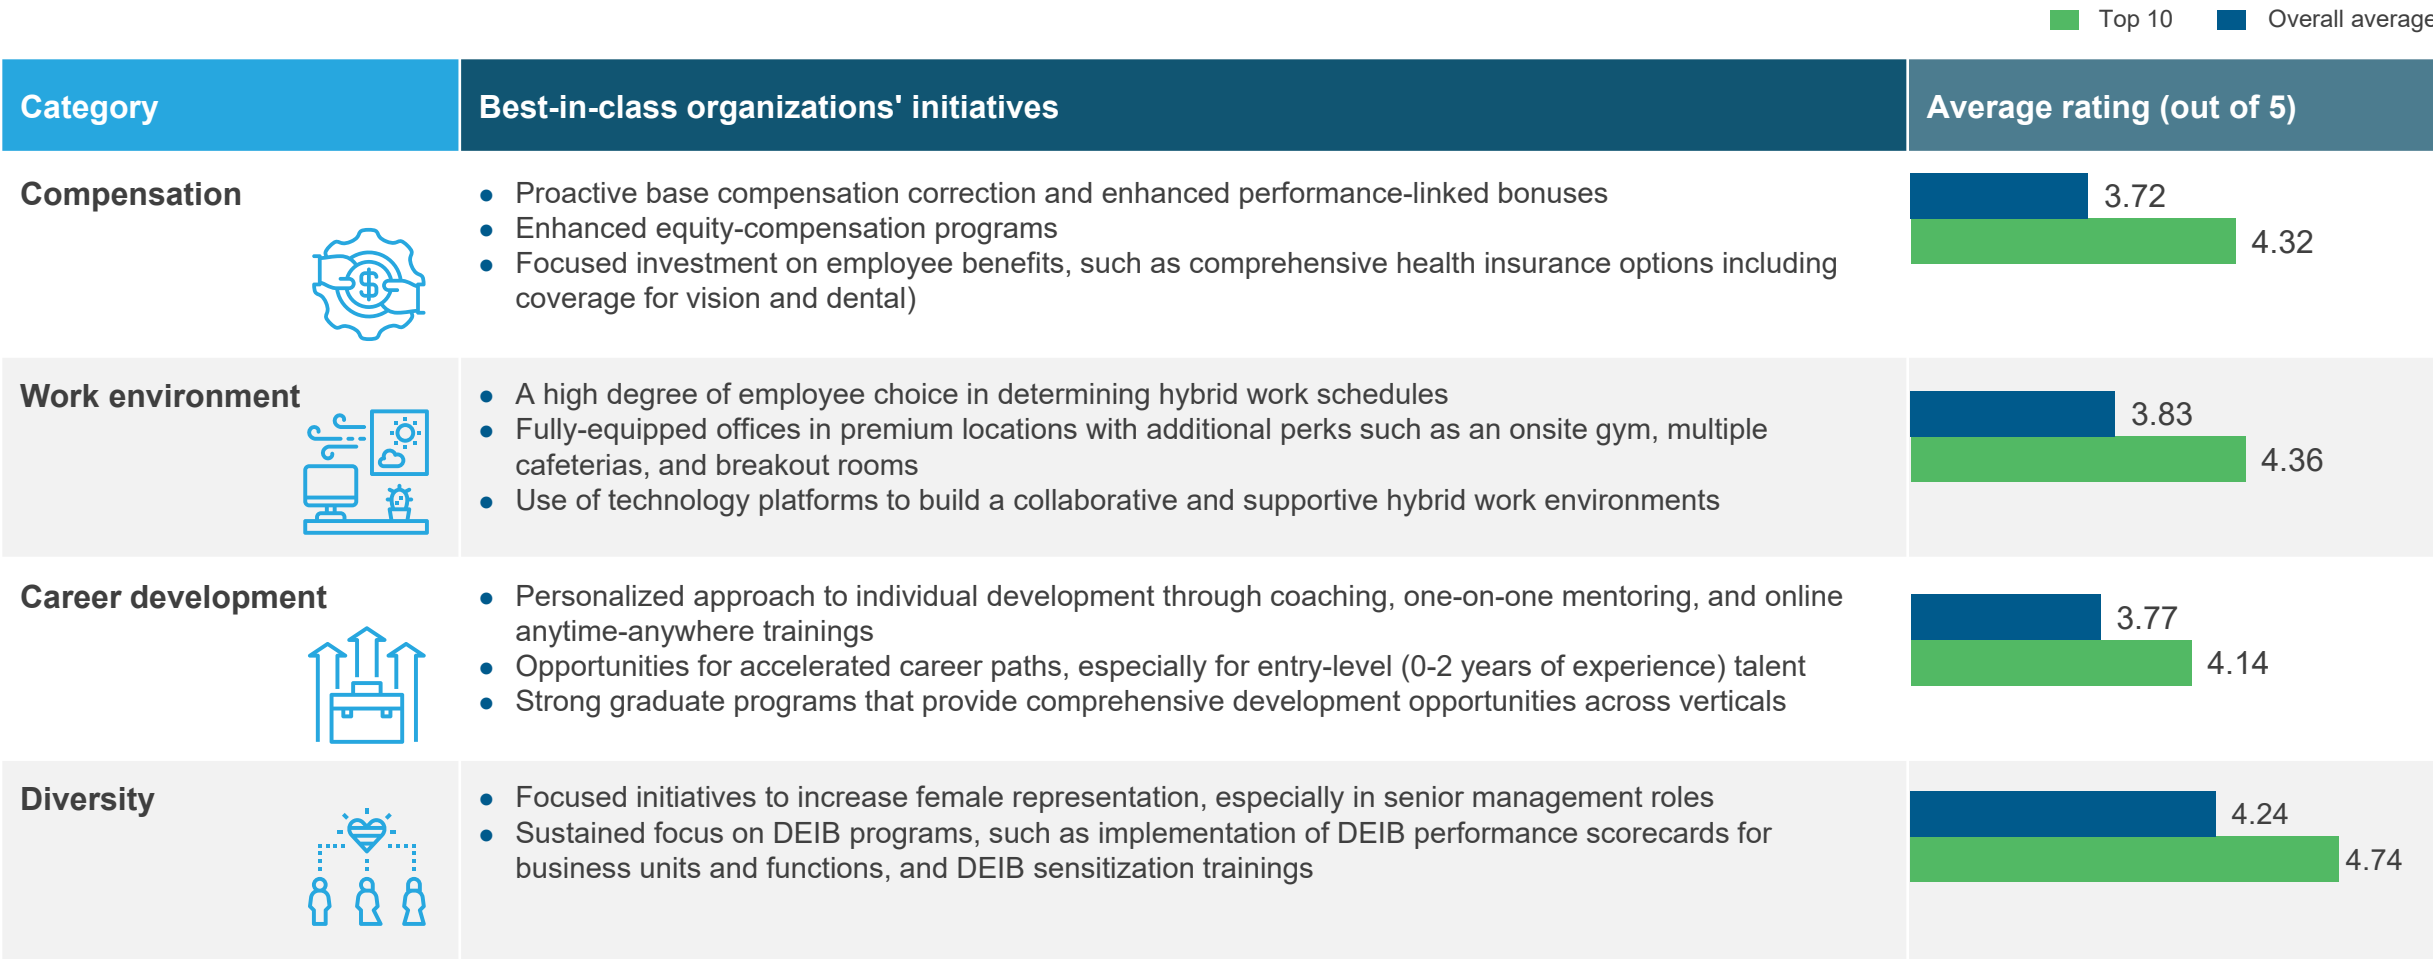 Top 10
Overall average
Category
Best-in-class organizations' initiatives
Average rating (out of 5)
Compensation
● Proactive base compensation correction and enhanced performance-linked bonuses
● Enhanced equity-compensation programs
● Focused investment on employee benefits, such as comprehensive health insurance options including
coverage for vision and dental)
3.72
4.32
$
Work environment
● A high degree of employee choice in determining hybrid work schedules
● Fully-equipped offices in premium locations with additional perks such as an onsite gym, multiple
cafeterias, and breakout rooms
● Use of technology platforms to build a collaborative and supportive hybrid work environments
3.83
4.36
Career development
● Personalized approach to individual development through coaching, one-on-one mentoring, and online
anytime-anywhere trainings
● Opportunities for accelerated career paths, especially for entry-level (0-2 years of experience) talent
● Strong graduate programs that provide comprehensive development opportunities across verticals
3.77
4.14
Diversity
● Focused initiatives to increase female representation, especially in senior management roles
● Sustained focus on DEIB programs, such as implementation of DEIB performance scorecards for
business units and functions, and DEIB sensitization trainings
4.24
4.74